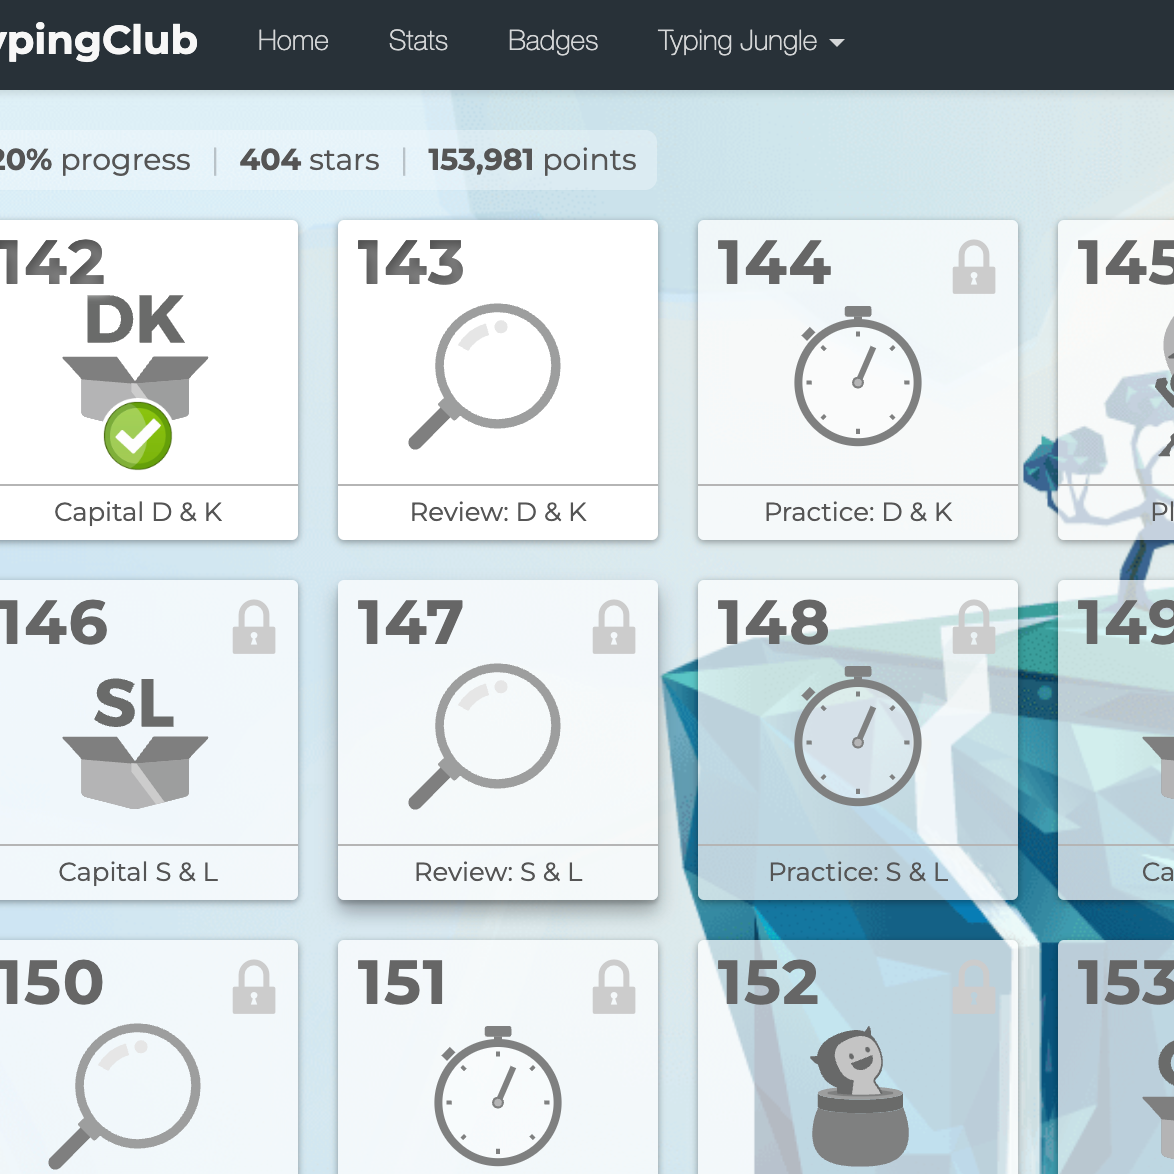 ypingClub Home Stats Badges Typing Jungle
20% progress | 404 stars | 153,981 points
142 143 144 145
DK
Capital D & K Review: D & K Practice: D & K Pl
146 147 148 149
SL
Capital S & L Review: S & L Practice: S & L Ca
150 151 152 153